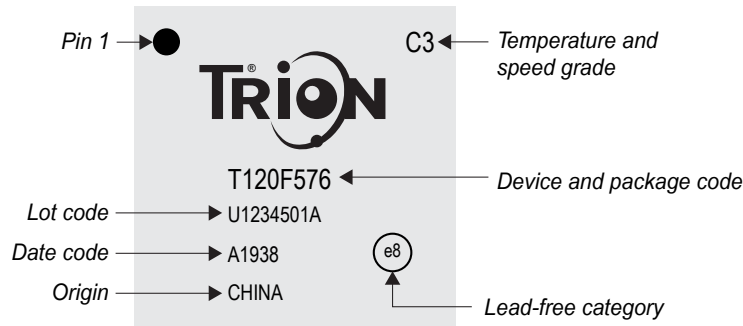 Pin 1
C3
Temperature and
speed grade
TRION®
T120F576
Device and package code
Lot code
U1234501A
Date code
A1938
e8
Origin
CHINA
Lead-free category